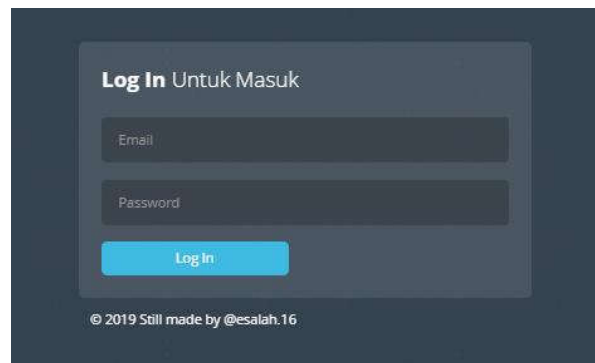 Log In Untuk Masuk
Email
Password
Log In
© 2019 Still made by @esalah.16